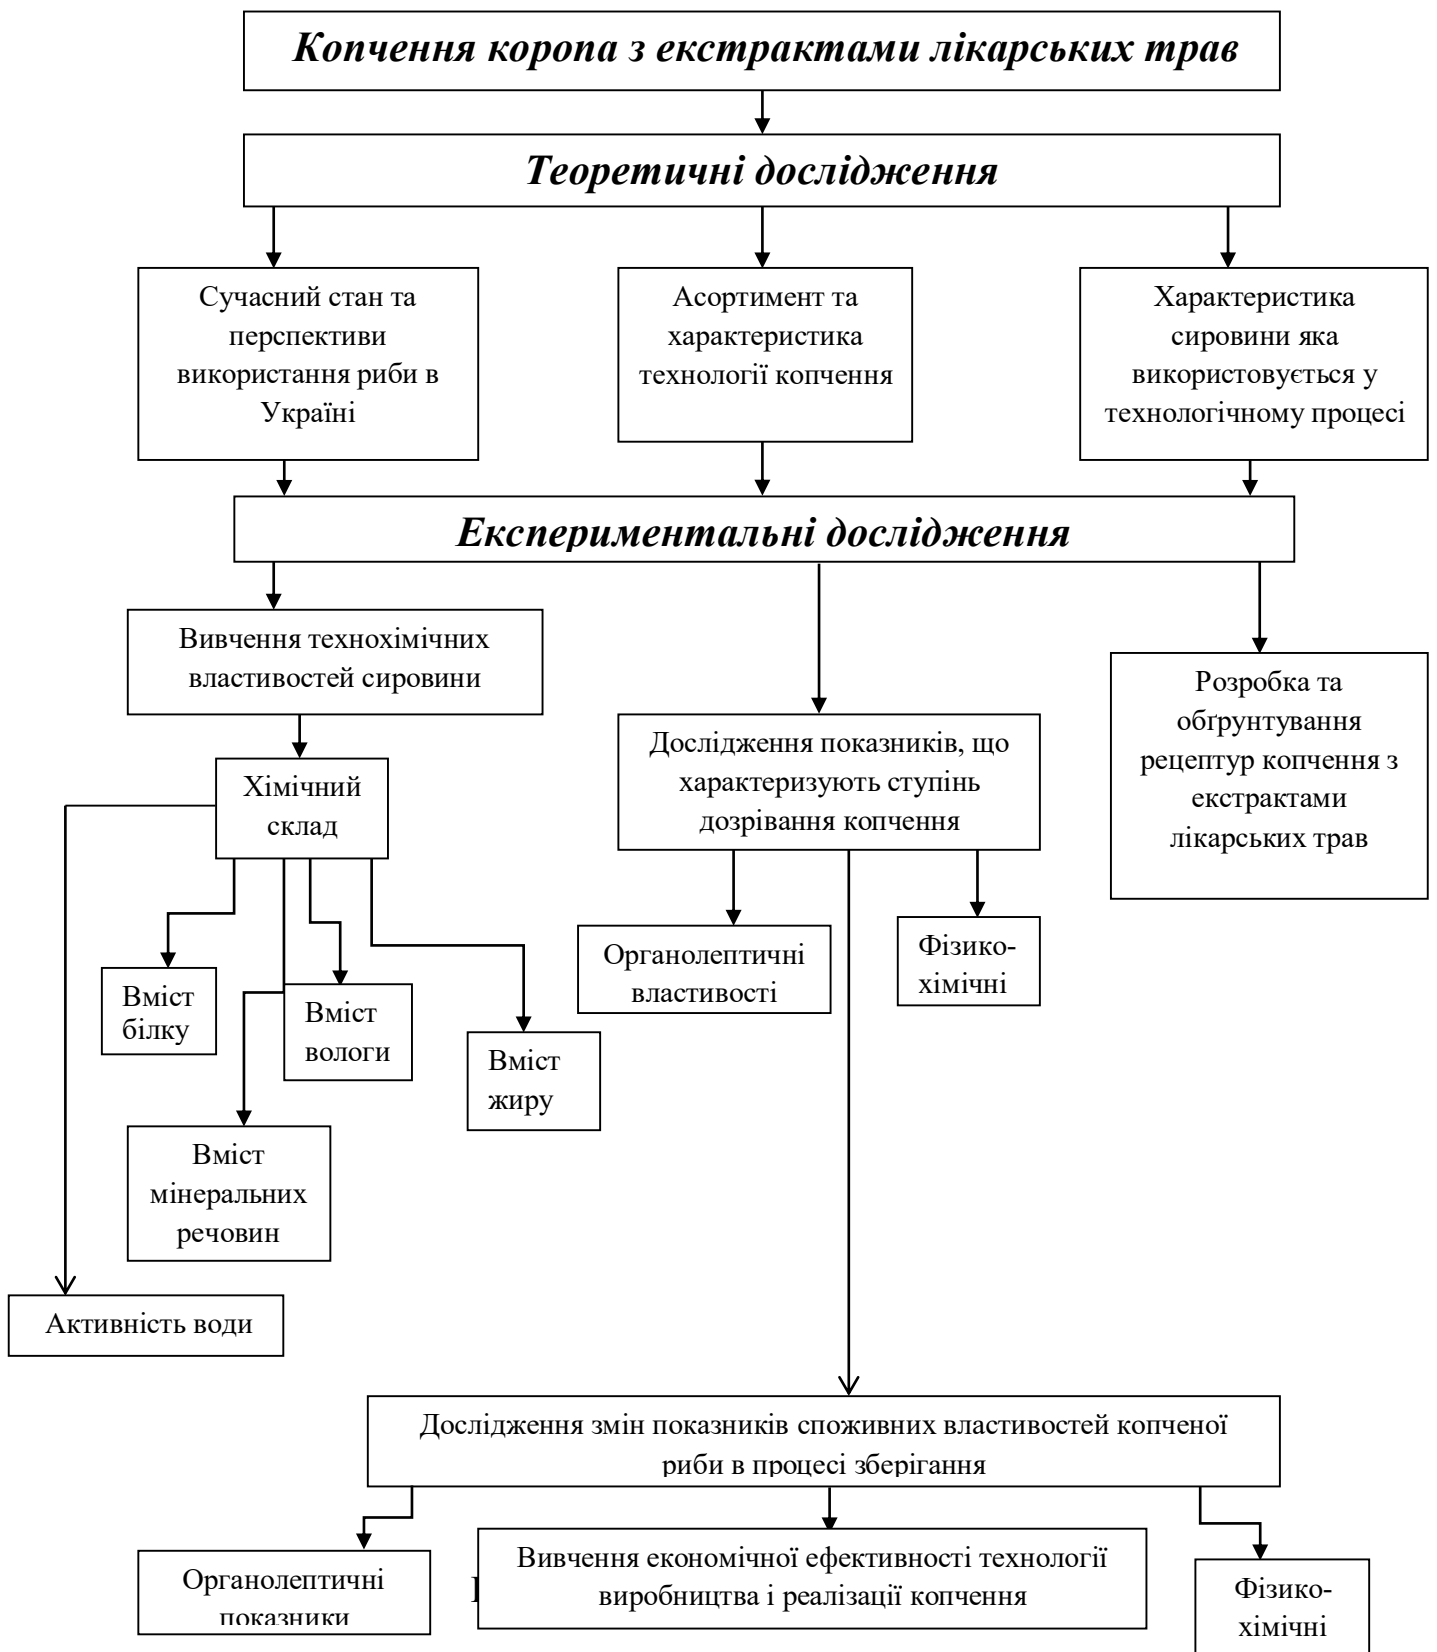 Копчення коропа з екстрактами лікарських трав
Теоретичні дослідження
Сучасний стан та
перспективи
використання риби в
Україні
Асортимент та
характеристика
технології копчення
Характеристика
сировини яка
використовується у
технологічному процесі
Експериментальні дослідження
Вивчення технохімічних
властивостей сировини
Дослідження показників, що
характеризують ступінь
дозрівання копчення
Розробка та
обґрунтування
рецептур копчення з
екстрактами
лікарських трав
Хімічний
склад
Органолептичні
властивості
Фізико-
хімічні
Вміст
білку
Вміст
вологи
Вміст
жиру
Вміст
мінеральних
речовин
Активність води
Дослідження змін показників споживних властивостей копченої
риби в процесі зберігання
Органолептичні
показники
Вивчення економічної ефективності технології
виробництва і реалізації копчення
Фізико-
хімічні